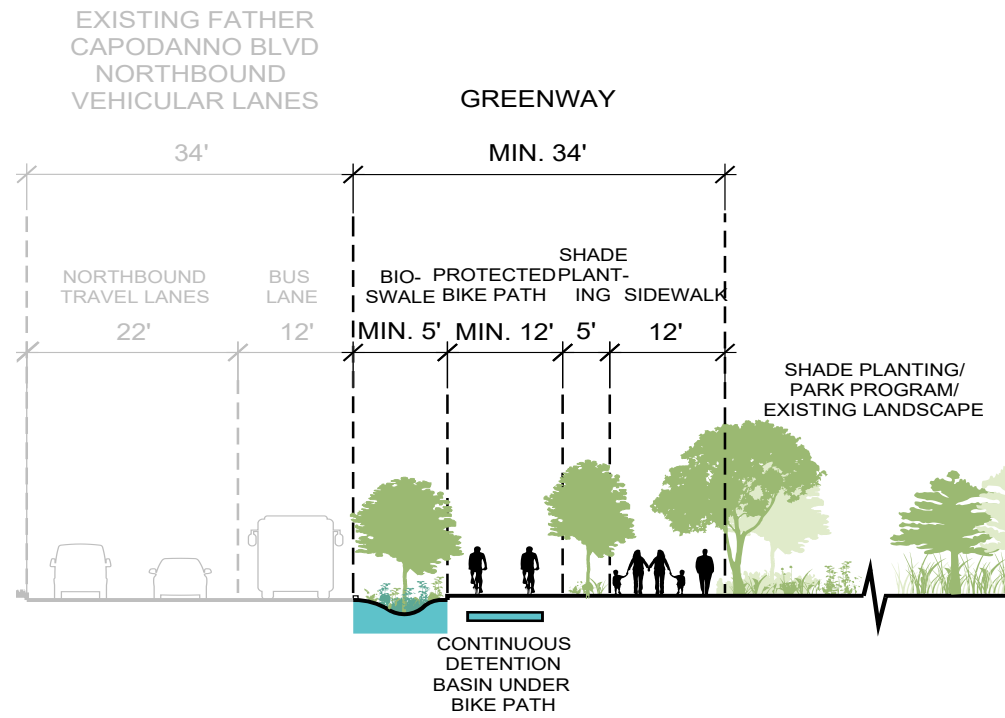 EXISTING FATHER
CAPODANNO BLVD
NORTHBOUND
VEHICULAR LANES
GREENWAY
34'
MIN. 34'
NORTHBOUND
TRAVEL LANES
BUS
LANE
BIO-
SWALE
PROTECTED
BIKE PATH
SHADE
PLANT-
ING
SIDEWALK
22'
12'
MIN. 5'
MIN. 12'
5'
12'
SHADE PLANTING/
PARK PROGRAM/
EXISTING LANDSCAPE
CONTINUOUS
DETENTION
BASIN UNDER
BIKE PATH